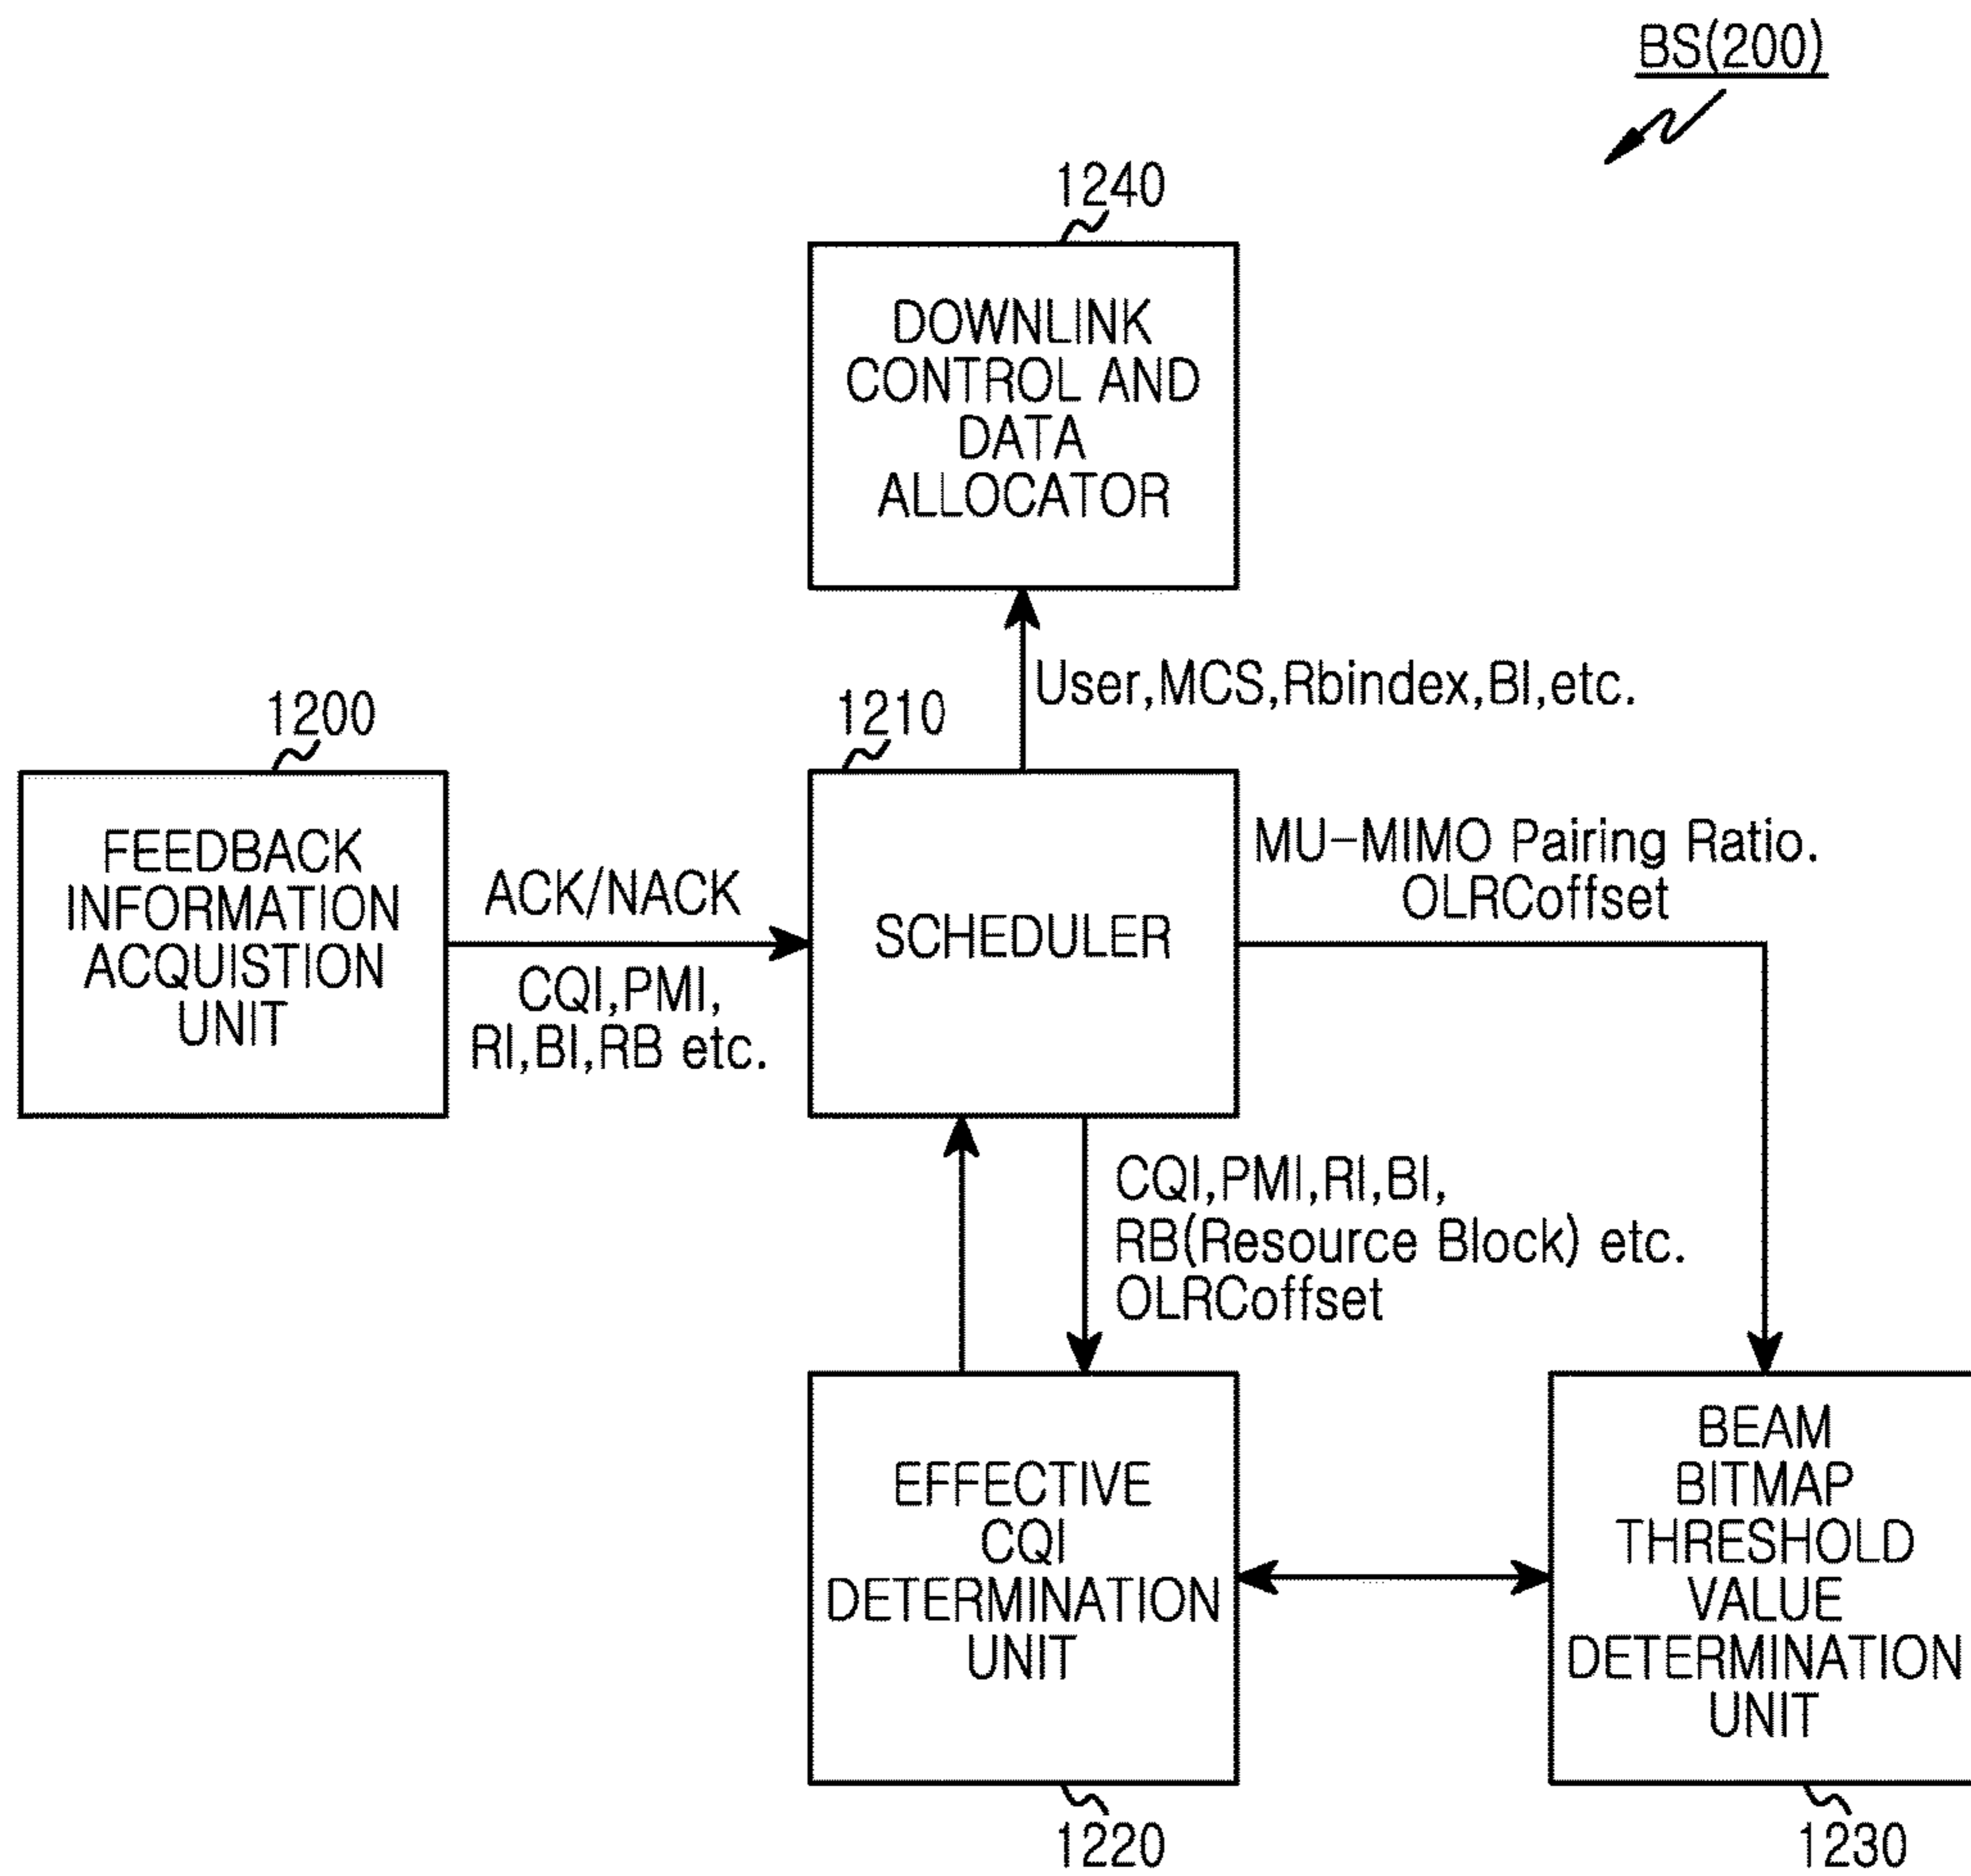 BS(200)
1240
DOWNLINK
CONTROL AND
DATA
ALLOCATOR
User,MCS,Rbindex,BI,etc.
1200
1210
FEEDBACK
INFORMATION
ACQUISTION
UNIT
ACK/NACK
CQI,PMI,
RI,BI,RB etc.
SCHEDULER
MU-MIMO Pairing Ratio.
OLRCoffset
CQI,PMI,RI,BI,
RB(Resource Block) etc.
OLRCoffset
EFFECTIVE
CQI
DETERMINATION
UNIT
BEAM
BITMAP
THRESHOLD
VALUE
DETERMINATION
UNIT
1220
1230